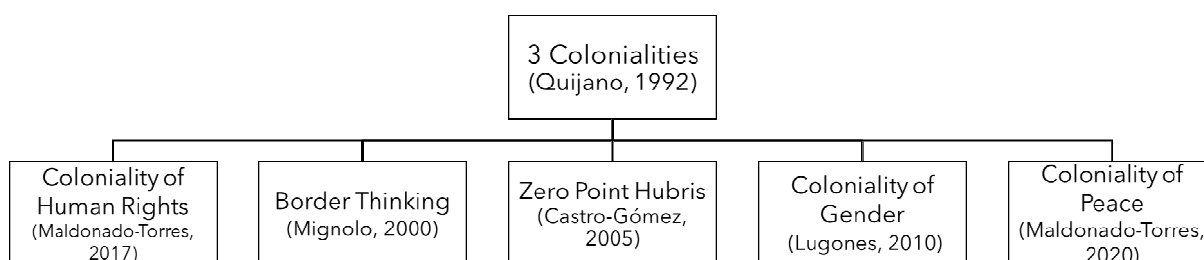 3 Colonialities
(Quijano, 1992)
Coloniality of
Human Rights
(Maldonado-Torres,
2017)
Border Thinking
(Mignolo, 2000)
Zero Point Hubris
(Castro-Gómez,
2005)
Coloniality of
Gender
(Lugones, 2010)
Coloniality of
Peace
(Maldonado-Torres,
2020)